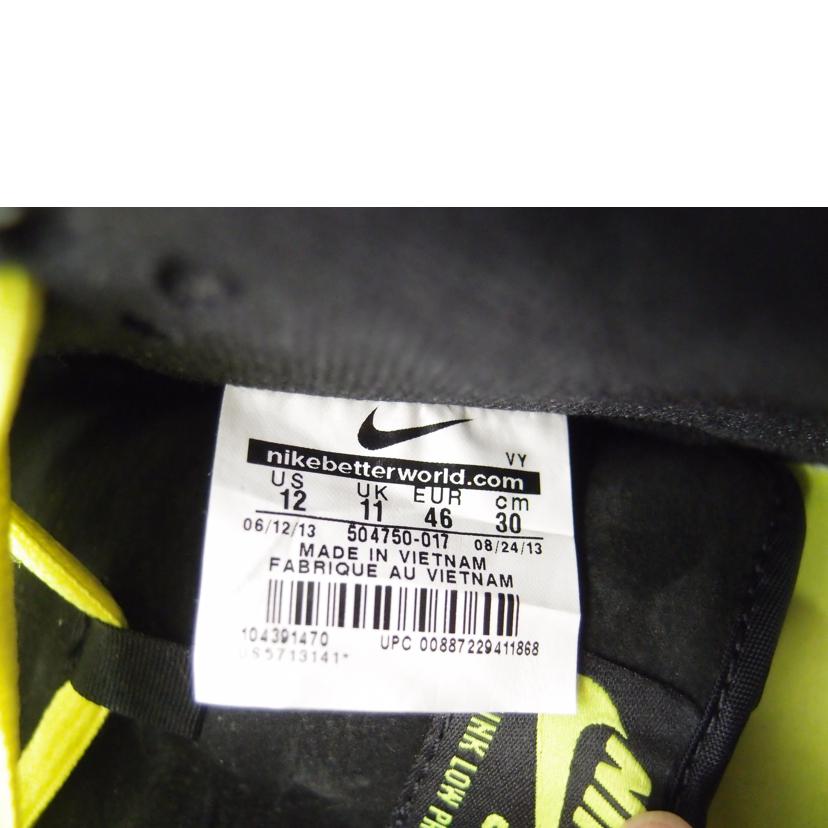 VY
nikebetterworld.com
US UK EUR cm
12 11 46 30
06/12/13 504750-017 08/24/13
MADE IN VIETNAM
FABRIQUE AU VIETNAM
104391470 UPC 00887229411868
US5713141*
LOW